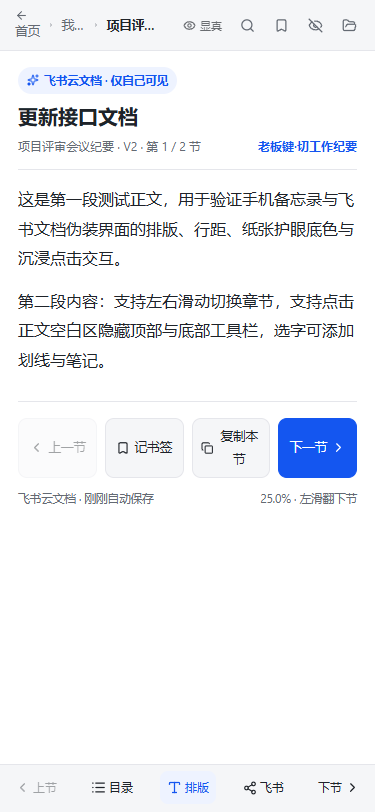 首页 › 我... › 项目评... 显真
飞书云文档 · 仅自己可见
更新接口文档
项目评审会议纪要 · V2 · 第 1 / 2 节 老板键·切工作纪要
这是第一段测试正文，用于验证手机备忘录与飞
书文档伪装界面的排版、行距、纸张护眼底色与
沉浸点击交互。
第二段内容：支持左右滑动切换章节，支持点击
正文空白区隐藏顶部与底部工具栏，选字可添加
划线与笔记。
上一节 记书签 复制本
节 下一节
飞书云文档 · 刚刚自动保存 25.0% · 左滑翻下节
上节 目录 排版 飞书 下节